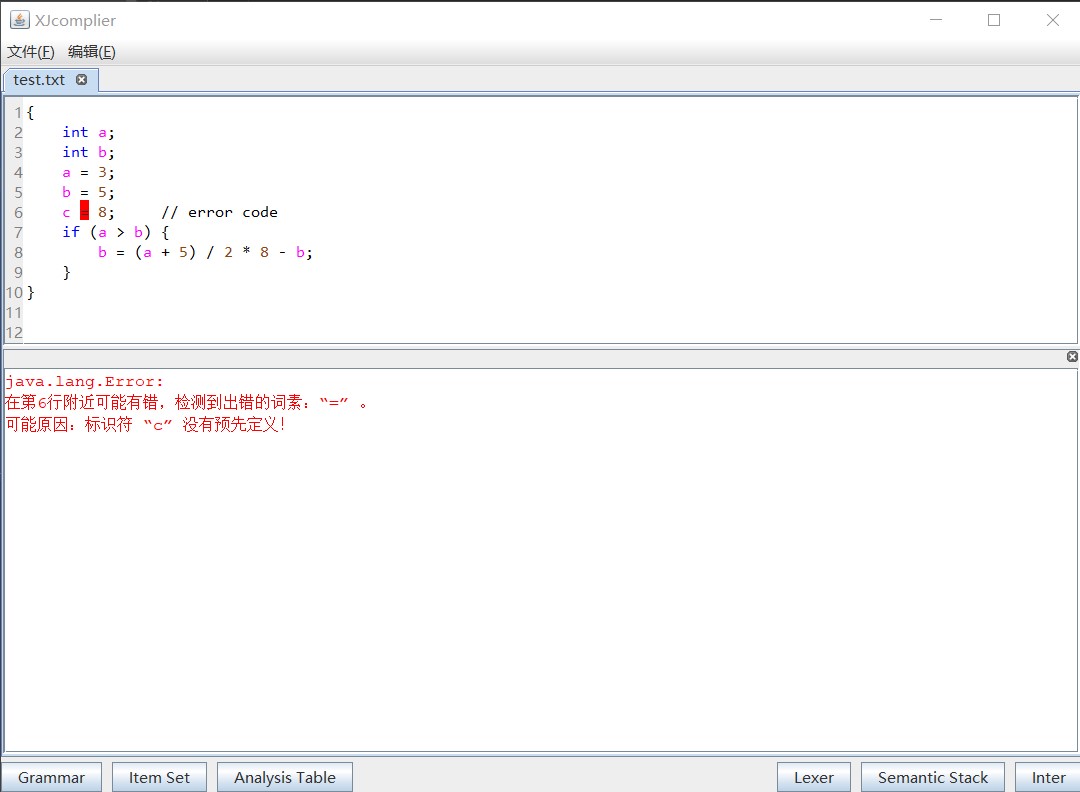 XJcomplier
文件(F) 编辑(E)
test.txt
1 {
2     int a;
3     int b;
4     a = 3;
5     b = 5;
6     c = 8;     // error code
7     if (a > b) {
8         b = (a + 5) / 2 * 8 - b;
9     }
10 }
11
12
java.lang.Error:
在第6行附近可能有错，检测到出错的词素：“=” 。
可能原因：标识符 “c” 没有预先定义！
Grammar Item Set Analysis Table Lexer Semantic Stack Inter